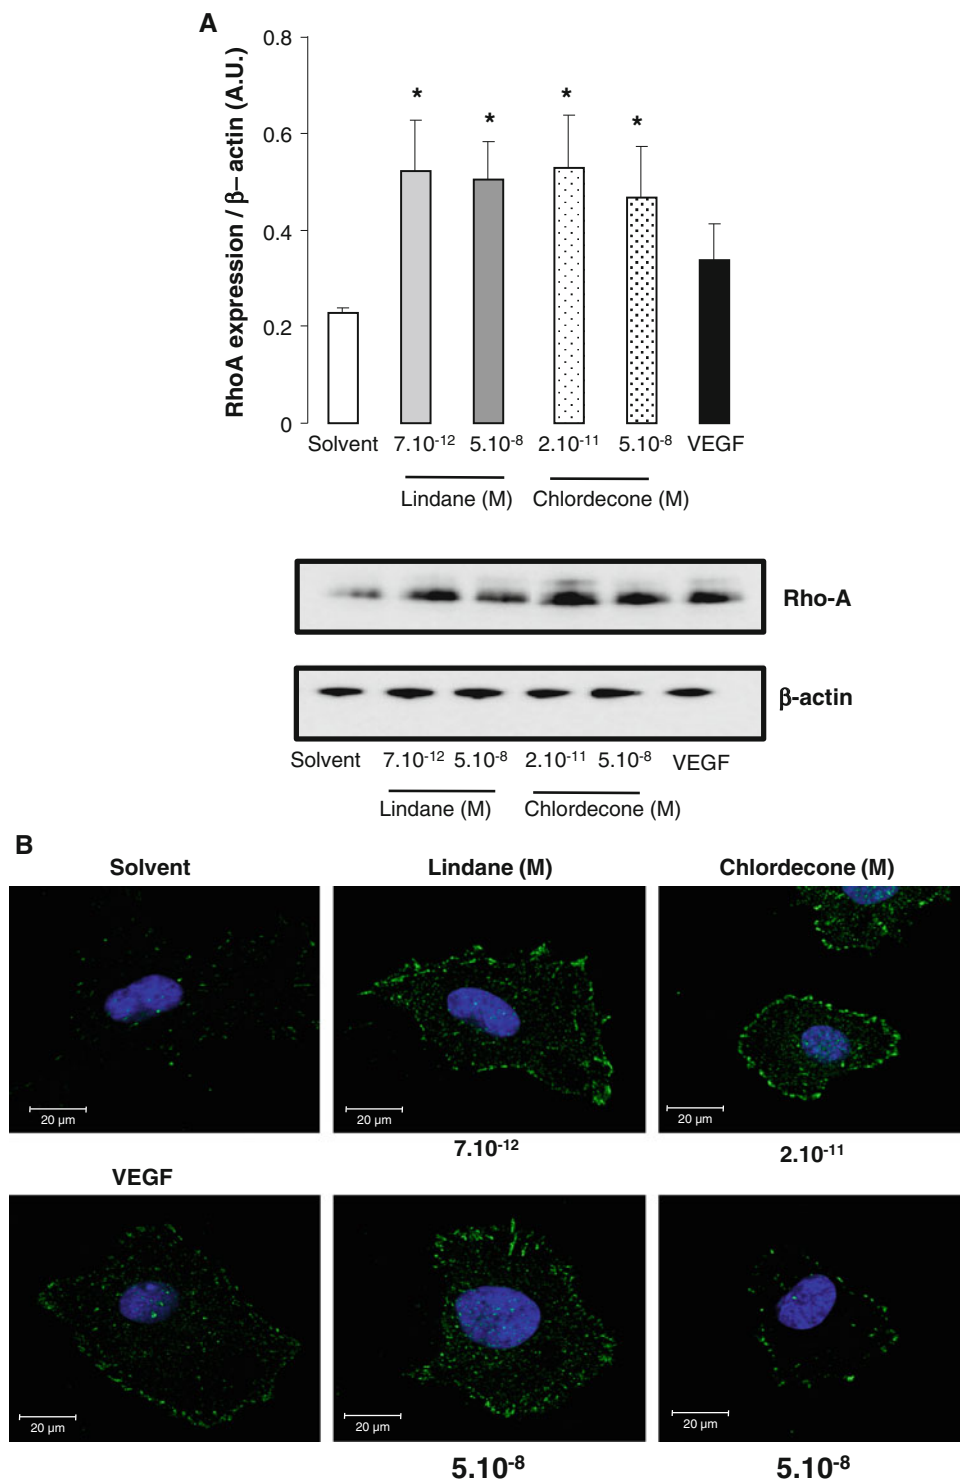 A
RhoA expression / β– actin (A.U.)
0.8
0.6
0.4
0.2
0
* * * *
Solvent 7.10⁻¹² 5.10⁻⁸ 2.10⁻¹¹ 5.10⁻⁸ VEGF
Lindane (M) Chlordecone (M)
Rho-A
β-actin
Solvent 7.10⁻¹² 5.10⁻⁸ 2.10⁻¹¹ 5.10⁻⁸ VEGF
Lindane (M) Chlordecone (M)
B
Solvent Lindane (M) Chlordecone (M)
20 µm 20 µm 20 µm
7.10⁻¹² 2.10⁻¹¹
VEGF
20 µm 20 µm 20 µm
5.10⁻⁸ 5.10⁻⁸